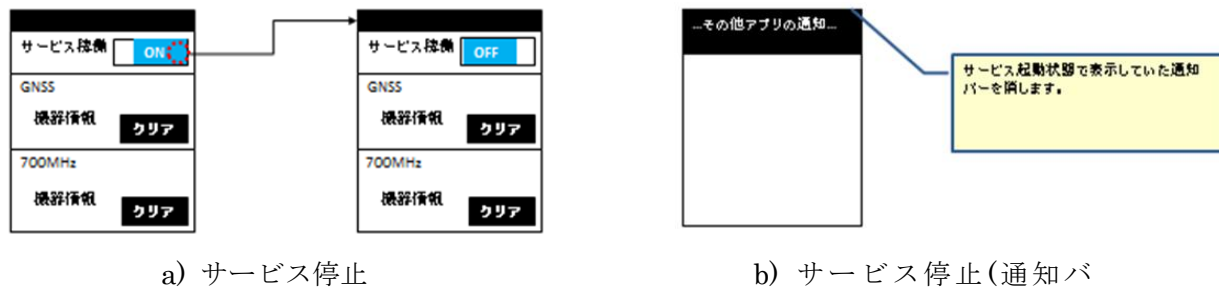 サービス稼働 ON
GNSS
機器情報 クリア
700MHz
機器情報 クリア
サービス稼働 OFF
GNSS
機器情報 クリア
700MHz
機器情報 クリア
…その他アプリの通知…
サービス起動状態で表示していた通知
バーを消します。
a) サービス停止
b) サービス停止(通知バ